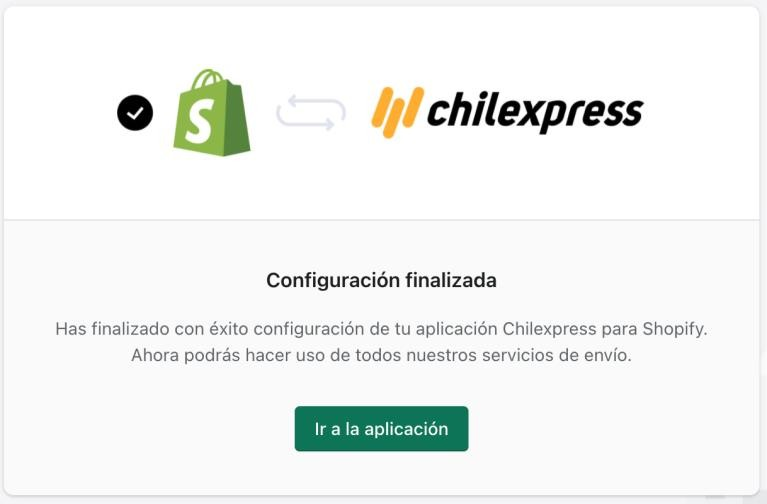 S
chilexpress
Configuración finalizada
Has finalizado con éxito configuración de tu aplicación Chilexpress para Shopify.
Ahora podrás hacer uso de todos nuestros servicios de envío.
Ir a la aplicación